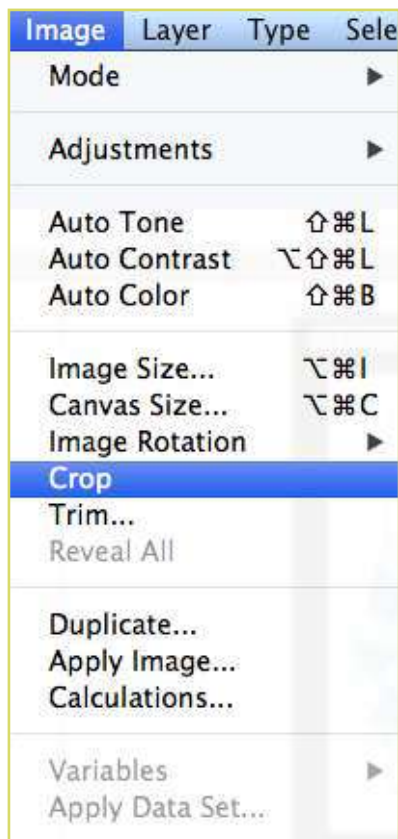 Image Layer Type Sele
Mode ▶
Adjustments ▶
Auto Tone ⇧⌘L
Auto Contrast ⌥⇧⌘L
Auto Color ⇧⌘B
Image Size... ⌥⌘I
Canvas Size... ⌥⌘C
Image Rotation ▶
Crop
Trim...
Reveal All
Duplicate...
Apply Image...
Calculations...
Variables ▶
Apply Data Set...